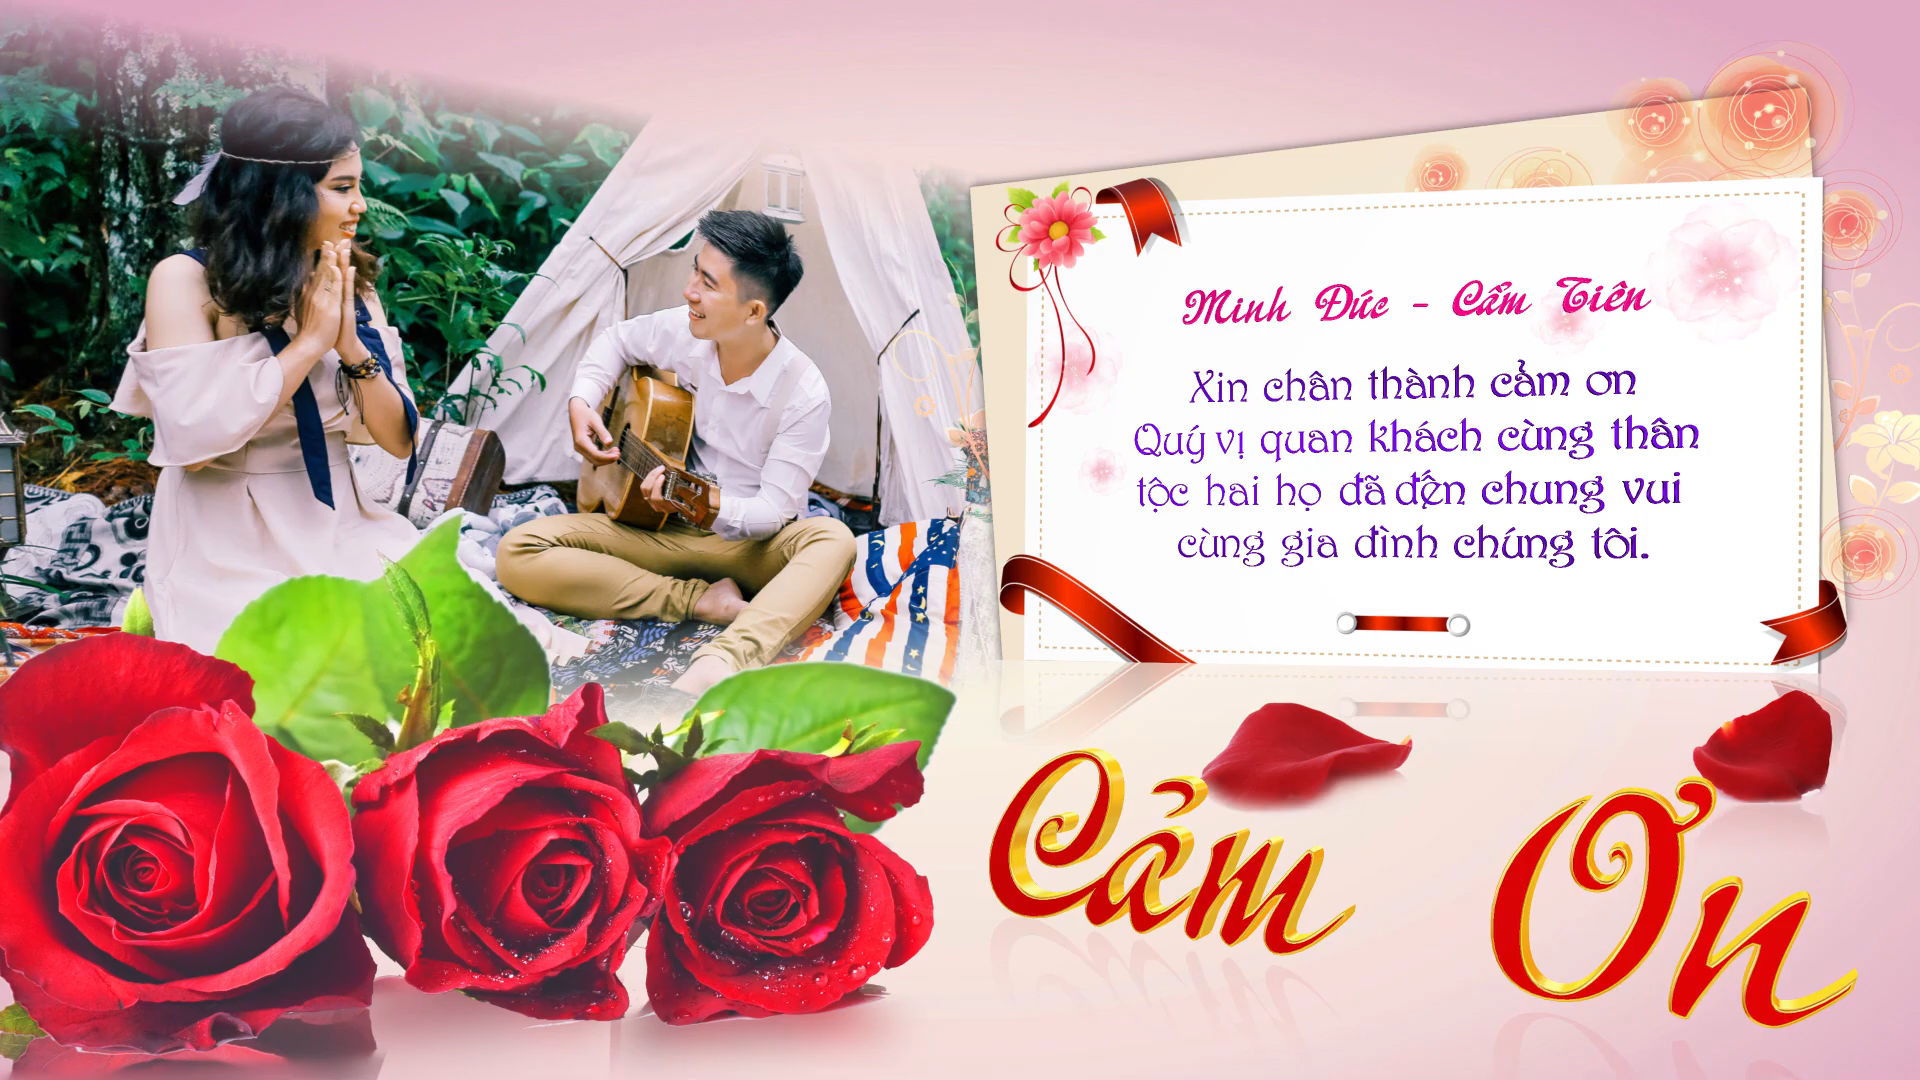 Minh Đức - Cẩm Tiên
Xin chân thành cảm ơn
Quý vị quan khách cùng thân
tộc hai họ đã đến chung vui
cùng gia đình chúng tôi.
Cảm Ơn